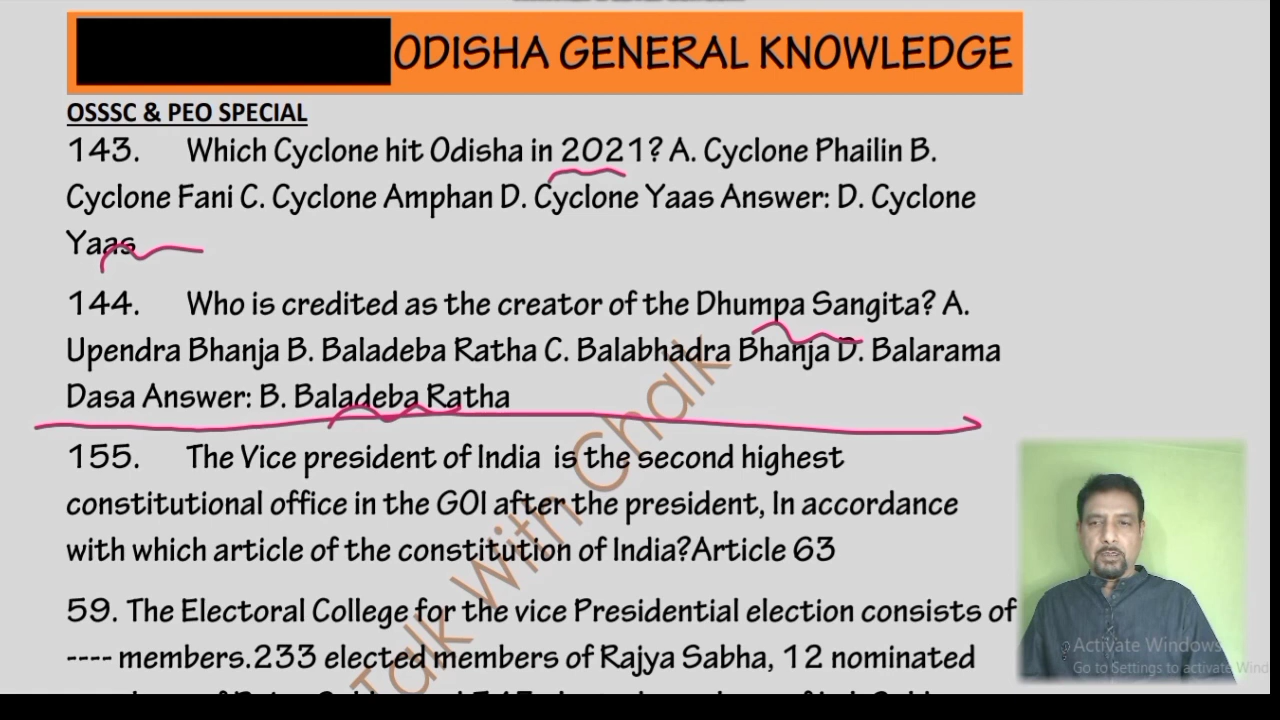 ODISHA GENERAL KNOWLEDGE
OSSSC & PEO SPECIAL
143. Which Cyclone hit Odisha in 2021? A. Cyclone Phailin B.
Cyclone Fani C. Cyclone Amphan D. Cyclone Yaas Answer: D. Cyclone
Yaas
144. Who is credited as the creator of the Dhumpa Sangita? A.
Upendra Bhanja B. Baladeba Ratha C. Balabhadra Bhanja D. Balarama
Dasa Answer: B. Baladeba Ratha
155. The Vice president of India is the second highest
constitutional office in the GOI after the president, In accordance
with which article of the constitution of India?Article 63
59. The Electoral College for the vice Presidential election consists of
---- members.233 elected members of Rajya Sabha, 12 nominated
Talk With Chalk
Activate Windows
Go to Settings to activate Wind